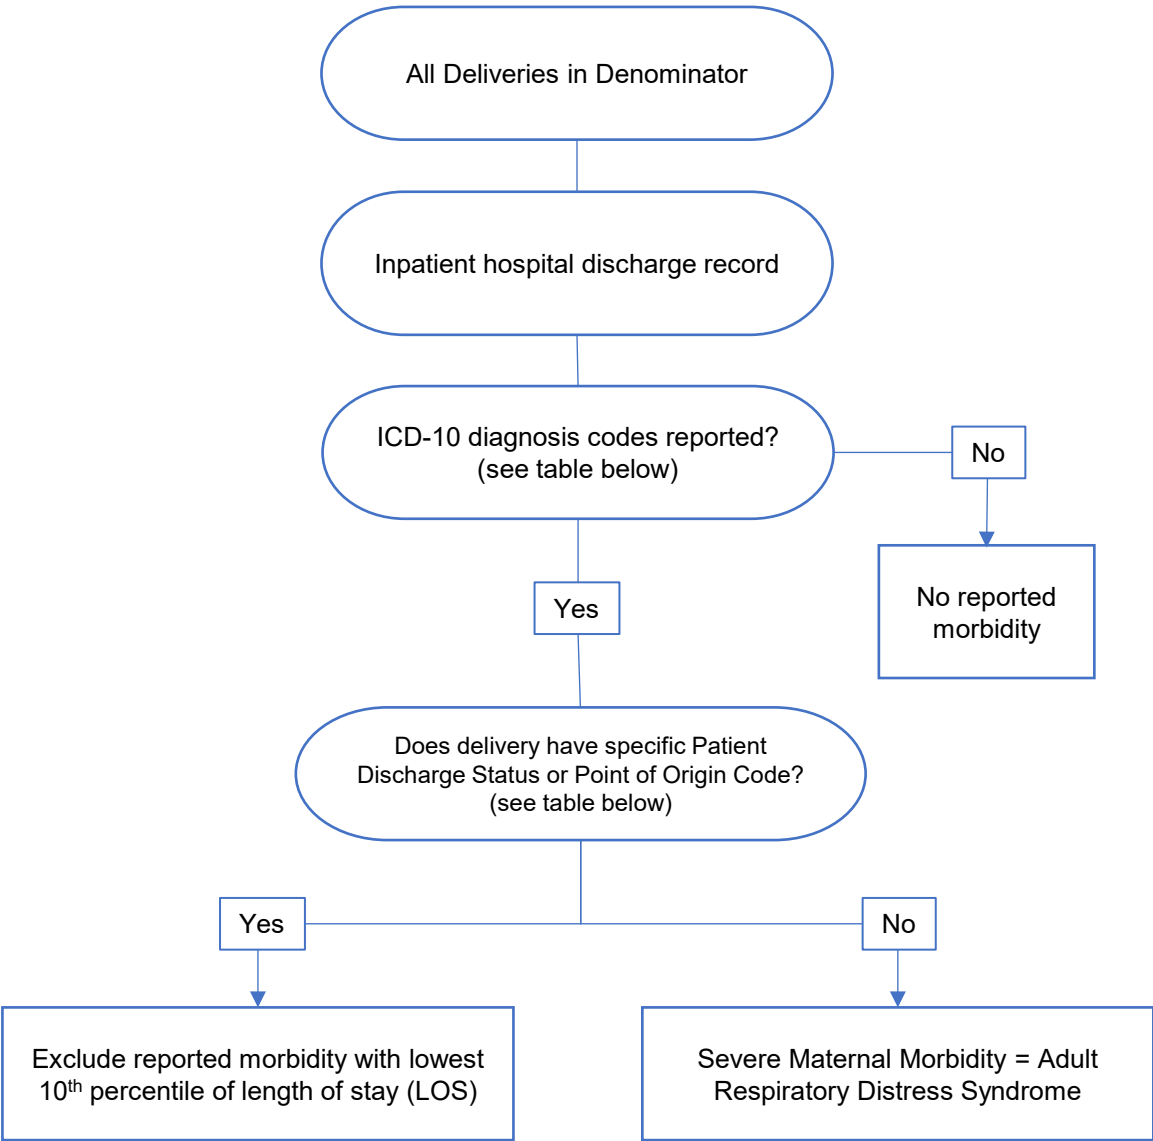 All Deliveries in Denominator
Inpatient hospital discharge record
ICD-10 diagnosis codes reported?
(see table below)
No
No reported
morbidity
Yes
Does delivery have specific Patient
Discharge Status or Point of Origin Code?
(see table below)
Yes
No
Exclude reported morbidity with lowest
10th percentile of length of stay (LOS)
Severe Maternal Morbidity = Adult
Respiratory Distress Syndrome